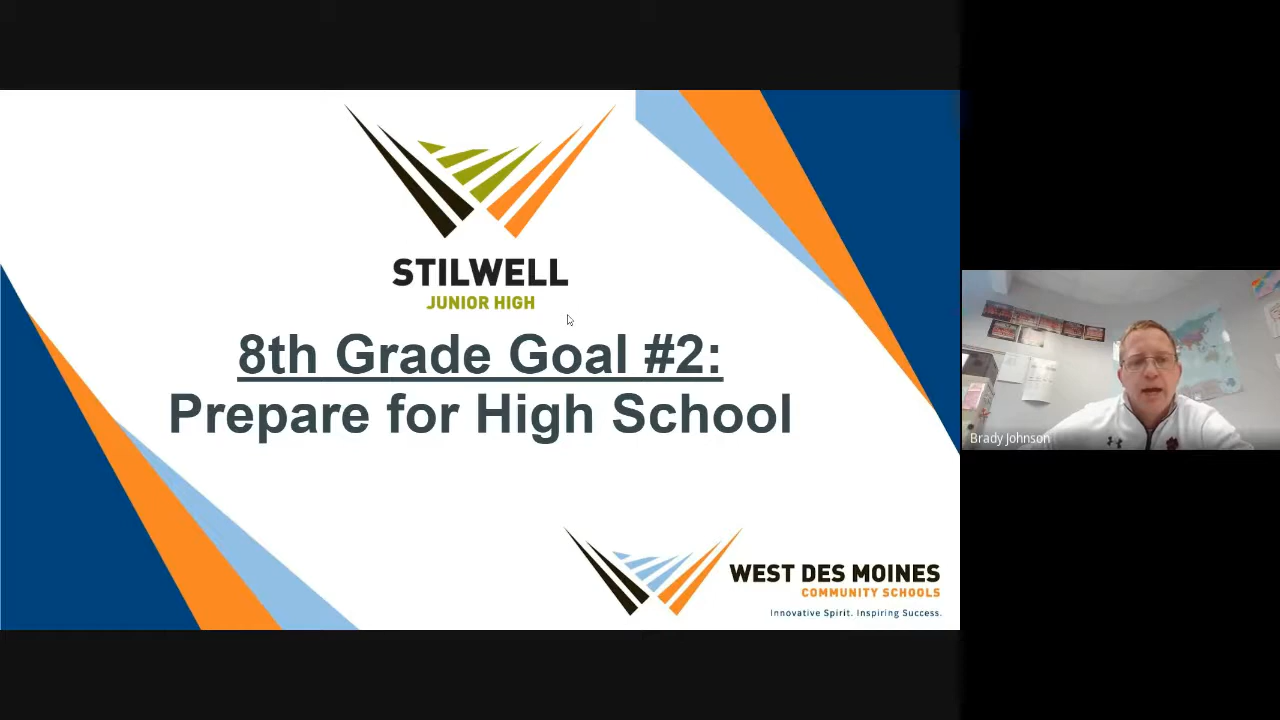 STILWELL
JUNIOR HIGH
8th Grade Goal #2:
Prepare for High School
WEST DES MOINES
COMMUNITY SCHOOLS
Innovative Spirit. Inspiring Success.
Brady Johnson